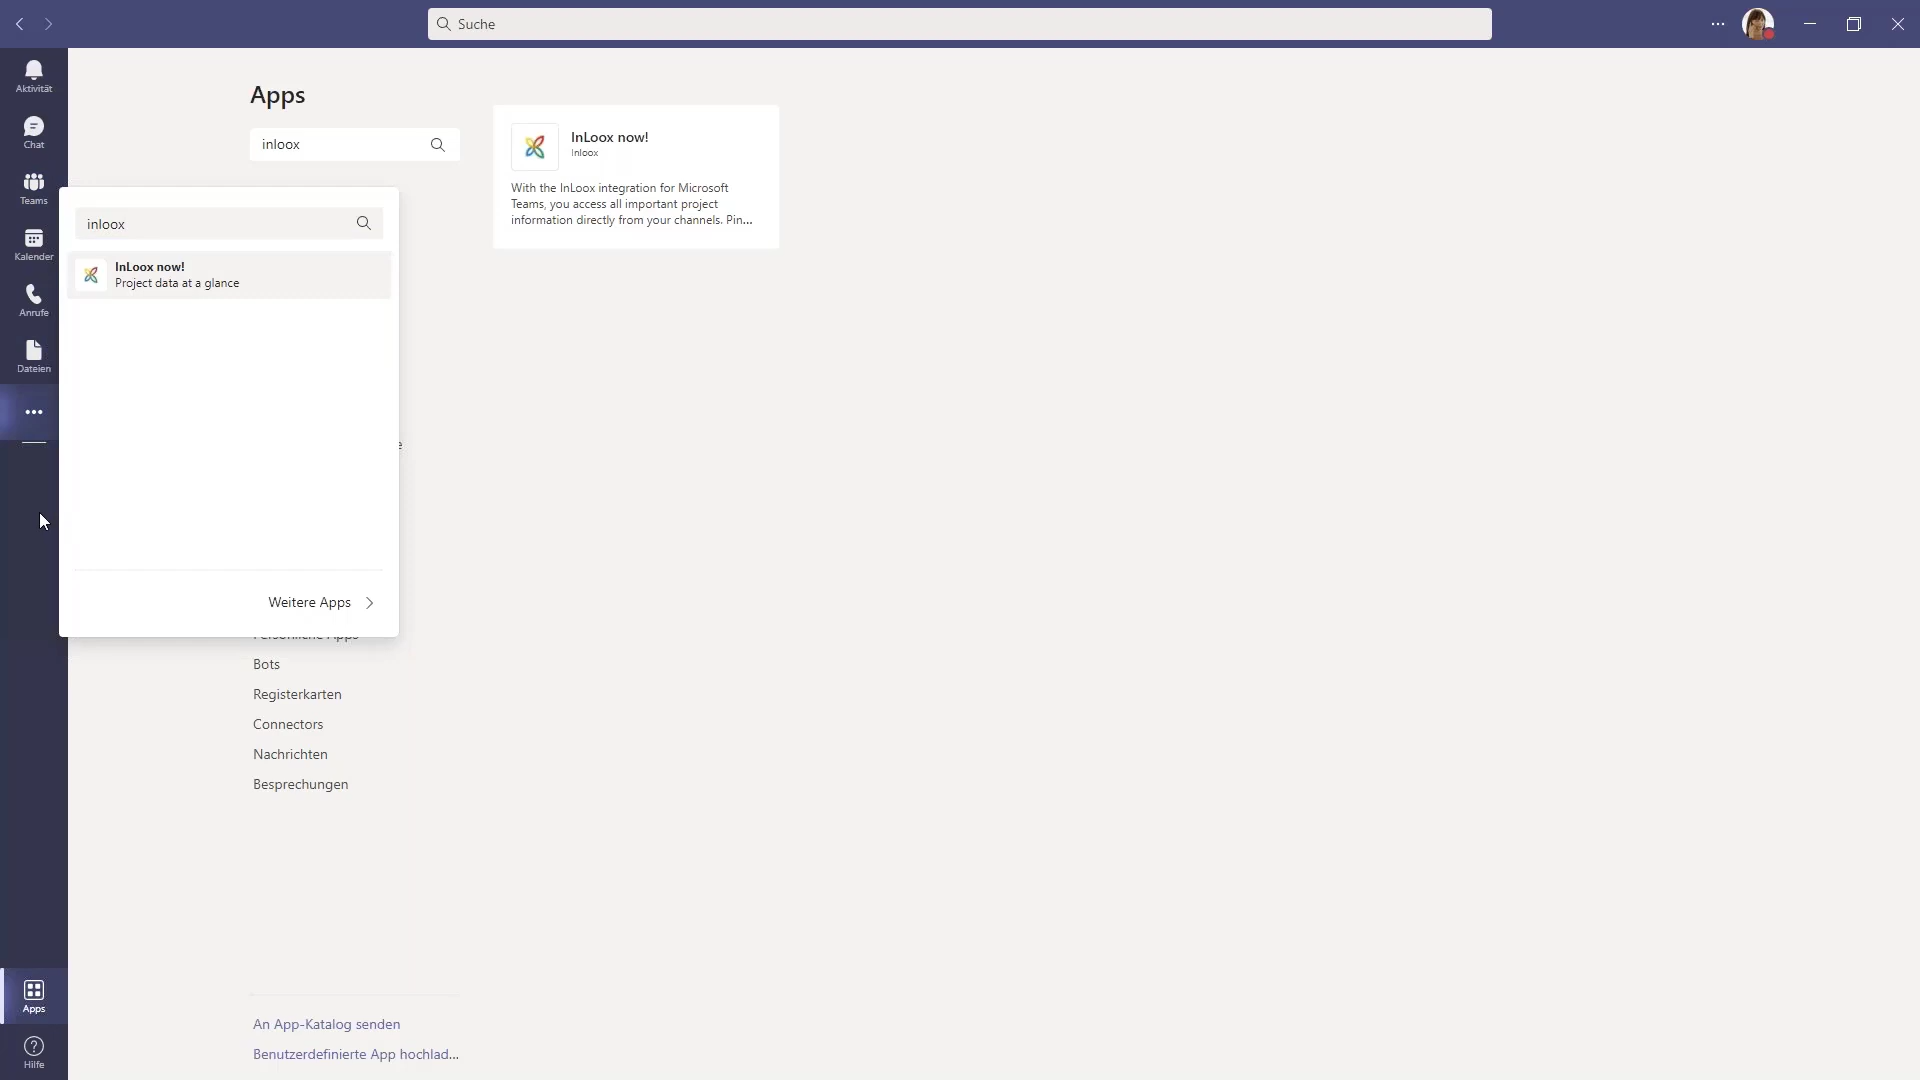 Suche
Aktivität
Chat
Teams
Kalender
Anrufe
Dateien
Apps
Hilfe
Apps
inloox
inloox
InLoox now!
Project data at a glance
Weitere Apps
Persönliche Apps
Bots
Registerkarten
Connectors
Nachrichten
Besprechungen
An App-Katalog senden
Benutzerdefinierte App hochlad...
InLoox now!
Inloox
With the InLoox integration for Microsoft
Teams, you access all important project
information directly from your channels. Pin...